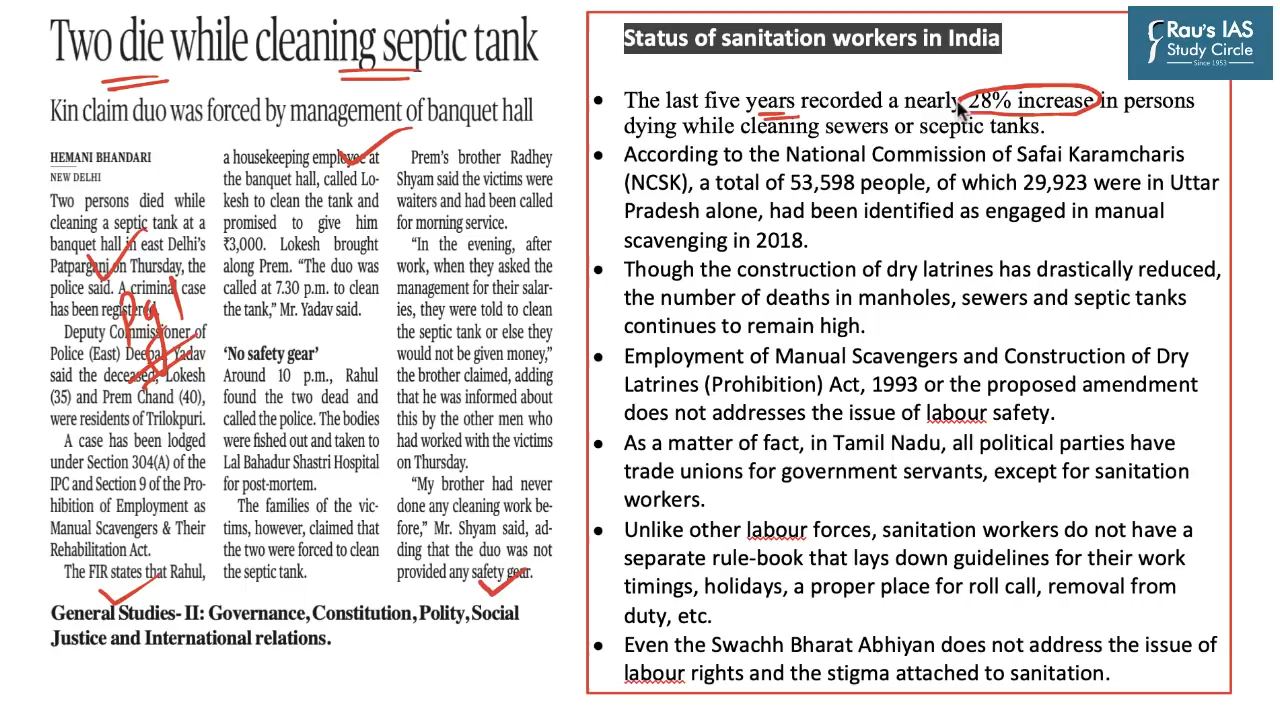 Two die while cleaning septic tank
Kin claim duo was forced by management of banquet hall
HEMANI BHANDARI
NEW DELHI
Two persons died while
cleaning a septic tank at a
banquet hall in east Delhi's
Patparganj on Thursday, the
police said. A criminal case
has been registered.
Deputy Commissioner of
Police (East) Deepak Yadav
said the deceased, Lokesh
(35) and Prem Chand (40),
were residents of Trilokpuri.
A case has been lodged
under Section 304(A) of the
IPC and Section 9 of the Pro-
hibition of Employment as
Manual Scavengers & Their
Rehabilitation Act.
The FIR states that Rahul,
Pg 1
a housekeeping employee at
the banquet hall, called Lo-
kesh to clean the tank and
promised to give him
₹3,000. Lokesh brought
along Prem. "The duo was
called at 7.30 p.m. to clean
the tank," Mr. Yadav said.
'No safety gear'
Around 10 p.m., Rahul
found the two dead and
called the police. The bodies
were fished out and taken to
Lal Bahadur Shastri Hospital
for post-mortem.
The families of the vic-
tims, however, claimed that
the two were forced to clean
the septic tank.
Prem's brother Radhey
Shyam said the victims were
waiters and had been called
for morning service.
"In the evening, after
work, when they asked the
management for their salar-
ies, they were told to clean
the septic tank or else they
would not be given money,"
the brother claimed, adding
that he was informed about
this by the other men who
had worked with the victims
on Thursday.
"My brother had never
done any cleaning work be-
fore," Mr. Shyam said, ad-
ding that the duo was not
provided any safety gear.
General Studies- II: Governance, Constitution, Polity, Social
Justice and International relations.
Status of sanitation workers in India
• The last five years recorded a nearly 28% increase in persons
dying while cleaning sewers or sceptic tanks.
• According to the National Commission of Safai Karamcharis
(NCSK), a total of 53,598 people, of which 29,923 were in Uttar
Pradesh alone, had been identified as engaged in manual
scavenging in 2018.
• Though the construction of dry latrines has drastically reduced,
the number of deaths in manholes, sewers and septic tanks
continues to remain high.
• Employment of Manual Scavengers and Construction of Dry
Latrines (Prohibition) Act, 1993 or the proposed amendment
does not addresses the issue of labour safety.
• As a matter of fact, in Tamil Nadu, all political parties have
trade unions for government servants, except for sanitation
workers.
• Unlike other labour forces, sanitation workers do not have a
separate rule-book that lays down guidelines for their work
timings, holidays, a proper place for roll call, removal from
duty, etc.
• Even the Swachh Bharat Abhiyan does not address the issue of
labour rights and the stigma attached to sanitation.
Rau's IAS
Study Circle
Since 1953